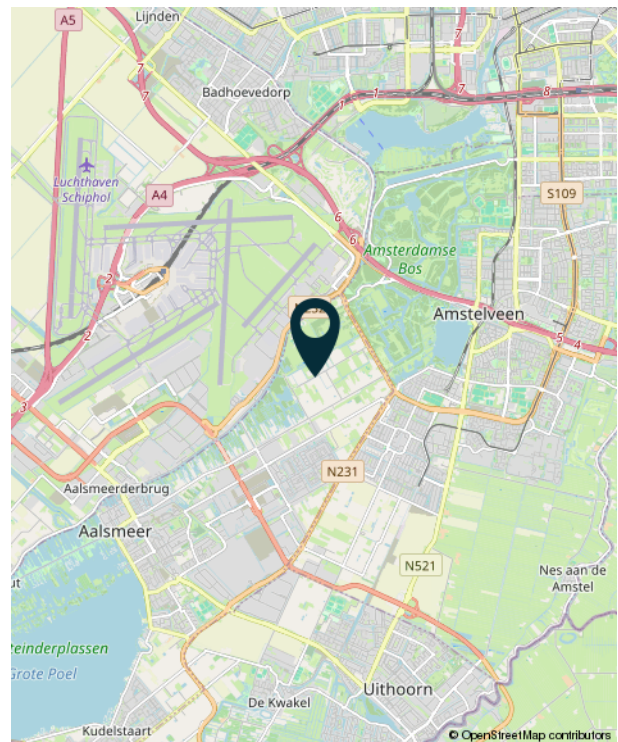 Lijnden
A5
7
7
7
7
8
Badhoevedorp
1
1
Luchthaven
Schiphol
A4
S109
6
6
Amsterdamse
Bos
2
2
Amstelveen
5
4
3
N231
Aalsmeerderbrug
Aalsmeer
N521
Nes aan de
Amstel
teinderplassen
Grote Poel
Uithoorn
De Kwakel
Kudelstaart
© OpenStreetMap contributors